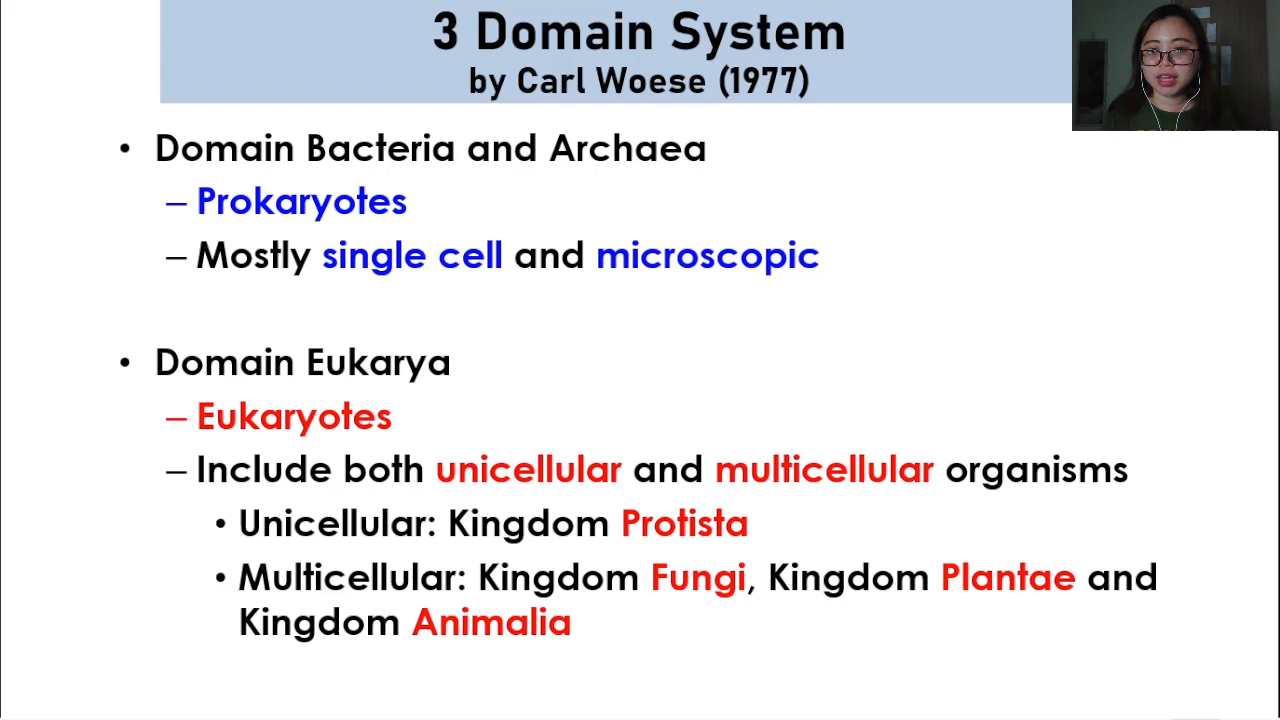 3 Domain System
by Carl Woese (1977)
• Domain Bacteria and Archaea
– Prokaryotes
– Mostly single cell and microscopic
• Domain Eukarya
– Eukaryotes
– Include both unicellular and multicellular organisms
• Unicellular: Kingdom Protista
• Multicellular: Kingdom Fungi, Kingdom Plantae and
Kingdom Animalia